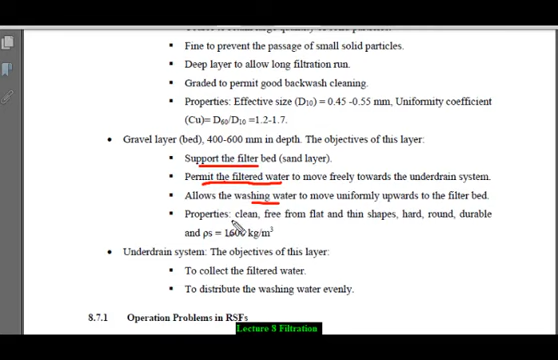 ▪ Fine to prevent the passage of small solid particles.
▪ Deep layer to allow long filtration run.
▪ Graded to permit good backwash cleaning.
▪ Properties: Effective size (D10) = 0.45 -0.55 mm, Uniformity coefficient
(Cu)= D60/D10 =1.2-1.7.
• Gravel layer (bed), 400-600 mm in depth. The objectives of this layer:
▪ Support the filter bed (sand layer).
▪ Permit the filtered water to move freely towards the underdrain system.
▪ Allows the washing water to move uniformly upwards to the filter bed.
▪ Properties: clean, free from flat and thin shapes, hard, round, durable
and ρs = 1600 kg/m³
• Underdrain system: The objectives of this layer:
▪ To collect the filtered water.
▪ To distribute the washing water evenly.
8.7.1 Operation Problems in RSFs
Lecture 8 Filtration